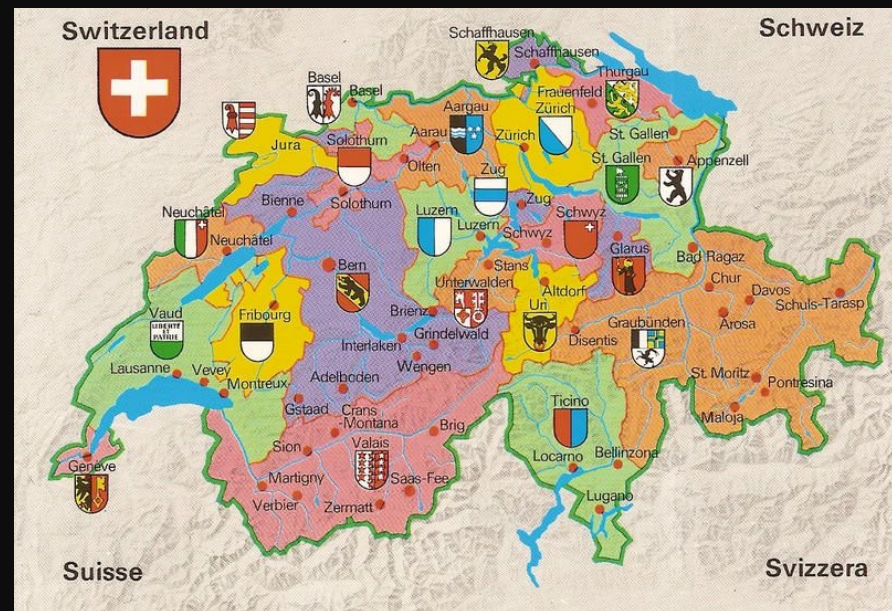 Switzerland
Schweiz
Schaffhausen
Schaffhausen
Basel
Basel
Thurgau
Frauenfeld
Aargau
Zürich
Zürich
Aarau
St. Gallen
Jura
Solothurn
Olten
Zug
St. Gallen
Appenzell
Bienne
Solothurn
Luzern
Zug
Schwyz
Neuchâtel
Luzern
Schwyz
Neuchâtel
Glarus
Bad Ragaz
Bern
Stans
Unterwalden
Altdorf
Chur
Davos
Schuls-Tarasp
Vaud
LIBERTÉ
ET
PATRIE
Fribourg
Brienz
Uri
Graubünden
Arosa
Grindelwald
Interlaken
Disentis
Wengen
Lausanne
Vevey
Montreux
Adelboden
St. Moritz
Pontresina
Gstaad
Crans
-Montana
Ticino
Maloja
Brig
Sion
Valais
Locarno
Bellinzona
Genève
Martigny
Saas-Fee
Verbier
Zermatt
Lugano
Suisse
Svizzera